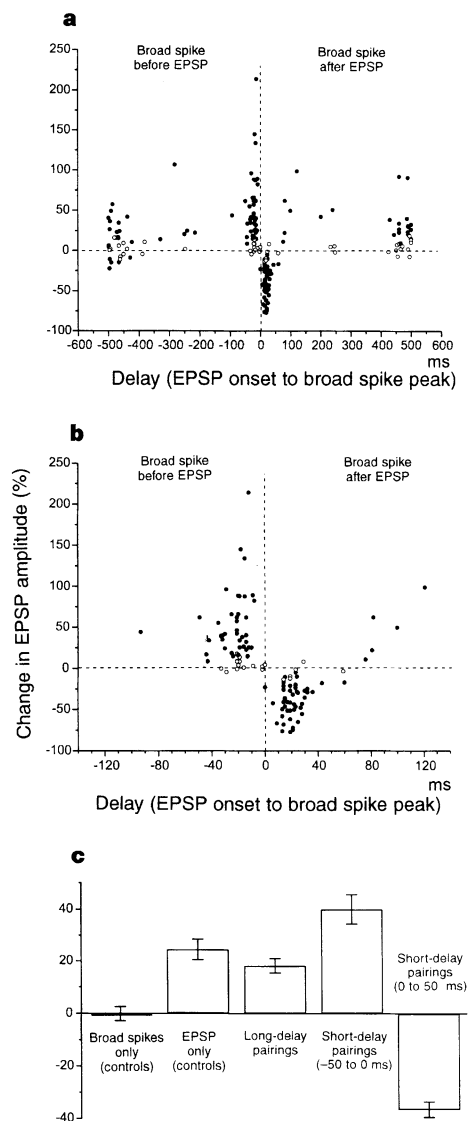 a
Broad spike
before EPSP
Broad spike
after EPSP
250
200
150
100
50
0
-50
-100
-600 -500 -400 -300 -200 -100 0 100 200 300 400 500 600
ms
Delay (EPSP onset to broad spike peak)
b
Change in EPSP amplitude (%)
Broad spike
before EPSP
Broad spike
after EPSP
250
200
150
100
50
0
-50
-100
-120 -80 -40 0 40 80 120
ms
Delay (EPSP onset to broad spike peak)
c
40
20
0
-20
-40
Broad spikes
only
(controls)
EPSP
only
(controls)
Long-delay
pairings
Short-delay
pairings
(−50 to 0 ms)
Short-delay
pairings
(0 to 50 ms)